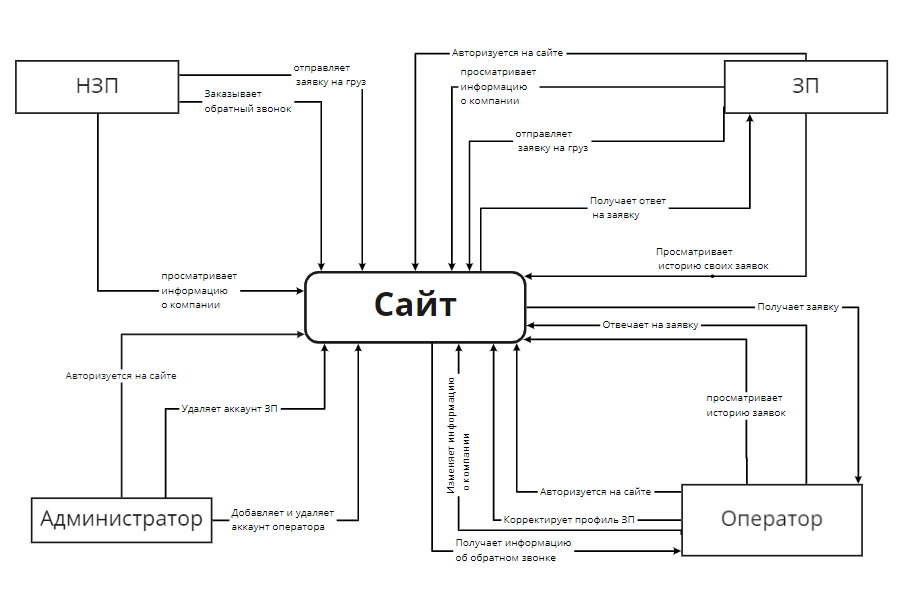 Авторизуется на сайте
отправляет
заявку на груз
НЗП
Заказывает
обратный звонок
просматривает
информацию
о компании
ЗП
отправляет
заявку на груз
Получает ответ
на заявку
Просматривает
историю своих заявок
просматривает
информацию
о компании
Сайт
Получает заявку
Отвечает на заявку
Авторизуется на сайте
Удаляет аккаунт ЗП
просматривает
историю заявок
Изменяет информацию
о компании
Администратор
Добавляет и удаляет
аккаунт оператора
Авторизуется на сайте
Корректирует профиль ЗП
Оператор
Получает информацию
об обратном звонке